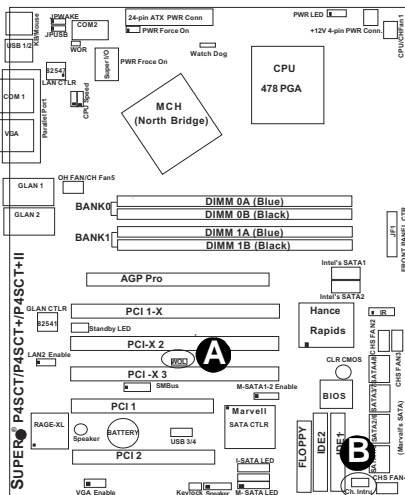 KB/Mouse
JPWAKE
JPUSB
USB 1/2
COM2
WOR
24-pin ATX PWR Conn
PWR Force On
PWR LED
+12V 4-pin PWR Conn.
CPU/CHFan1
Watch Dog
Super I/O
PWR Froce On
82547
LAN CTLR
CPU Speed
COM 1
VGA
Parallel Port
MCH
(North Bridge)
CPU
478 PGA
OH FAN/CH Fan5
GLAN 1
GLAN 2
BANK0
DIMM 0A (Blue)
DIMM 0B (Black)
BANK1
DIMM 1A (Blue)
DIMM 1B (Black)
JF1
FRONT PANEL CTR
AGP Pro
Intel's SATA1
Intel's SATA2
GLAN CTLR
82541
PCI 1-X
Standby LED
Hance
Rapids
IR
CHS FAN2
CHS FAN3
PCI-X 2
WOL
A
LAN2 Enable
PCI -X 3
SMBus
CLR CMOS
BIOS
M-SATA1-2 Enable
(Marvall's SATA)
RAGE-XL
Speaker
BATTERY
PCI 1
USB 3/4
Marvell
SATA CTLR
PCI 2
I-SATA LED
M- SATA LED
FLOPPY
IDE2
IDE1
B
Ch. Intru
CHS FAN4
VGA Enable
Keylock
Speaker
SUPER P4SCT/P4SCT+/P4SCT+II